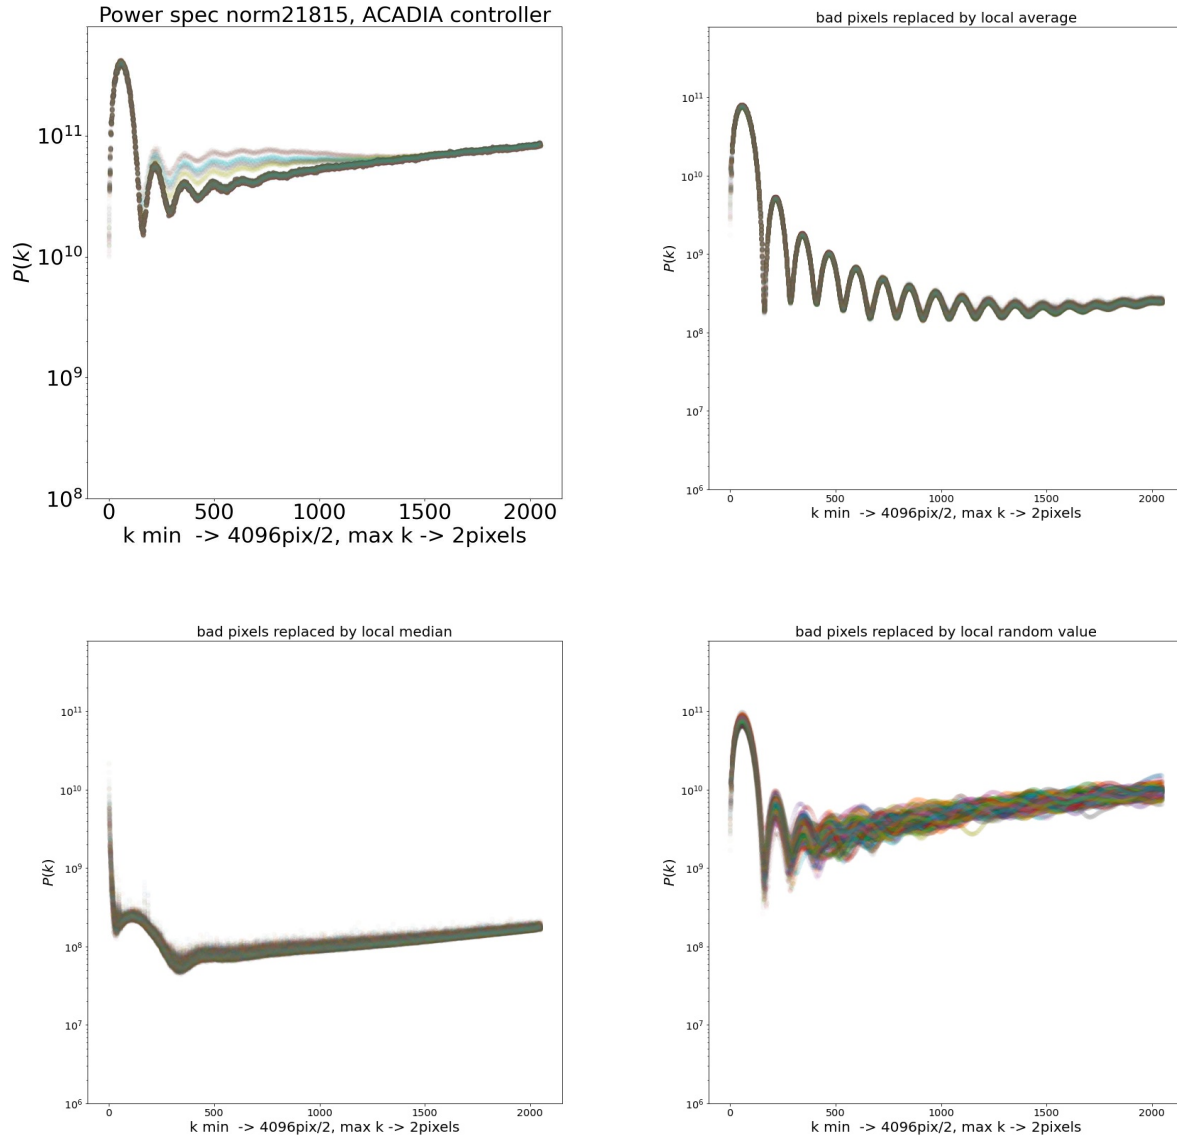 Power spec norm21815, ACADIA controller
P(k)
10^11
10^10
10^9
10^8
0 500 1000 1500 2000
k min -> 4096pix/2, max k -> 2pixels
bad pixels replaced by local average
P(k)
10^11
10^10
10^9
10^8
10^7
10^6
0 500 1000 1500 2000
k min -> 4096pix/2, max k -> 2pixels
bad pixels replaced by local median
P(k)
10^11
10^10
10^9
10^8
10^7
10^6
0 500 1000 1500 2000
k min -> 4096pix/2, max k -> 2pixels
bad pixels replaced by local random value
P(k)
10^11
10^10
10^9
10^8
10^7
10^6
0 500 1000 1500 2000
k min -> 4096pix/2, max k -> 2pixels